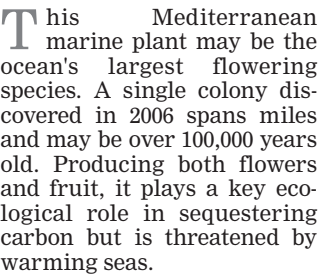 This Mediterranean
marine plant may be the
ocean's largest flowering
species. A single colony dis-
covered in 2006 spans miles
and may be over 100,000 years
old. Producing both flowers
and fruit, it plays a key eco-
logical role in sequestering
carbon but is threatened by
warming seas.